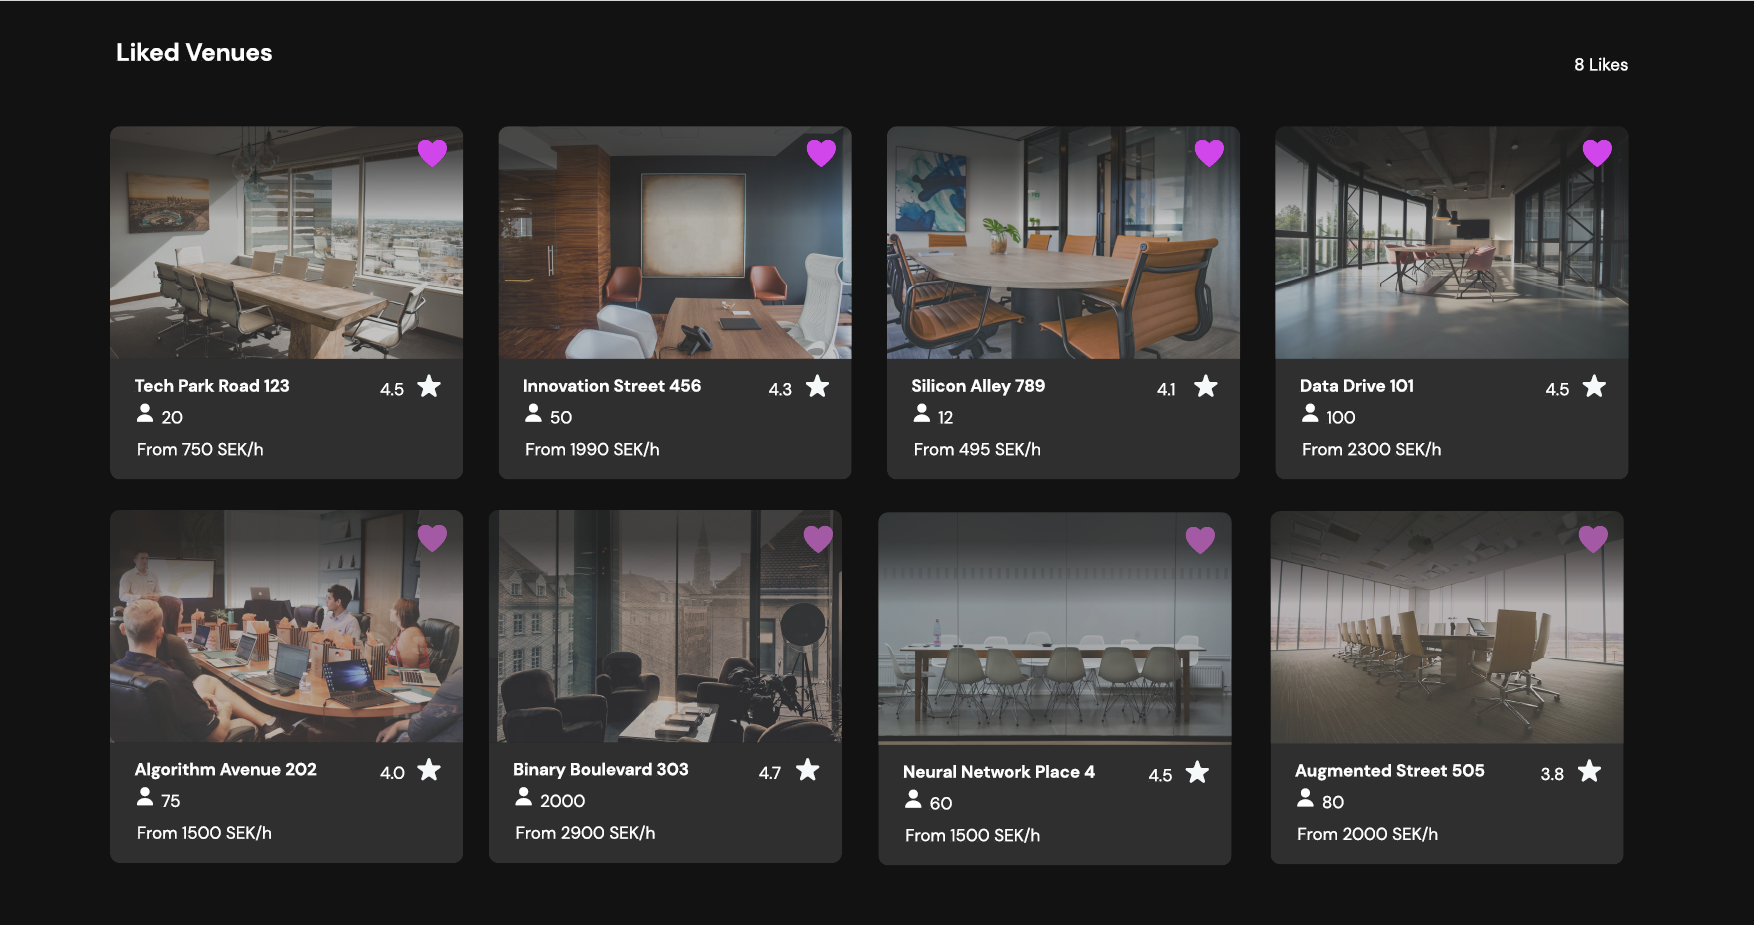 Liked Venues
8 Likes
Tech Park Road 123
4.5
20
From 750 SEK/h
Innovation Street 456
4.3
50
From 1990 SEK/h
Silicon Alley 789
4.1
12
From 495 SEK/h
Data Drive 101
4.5
100
From 2300 SEK/h
Algorithm Avenue 202
4.0
75
From 1500 SEK/h
Binary Boulevard 303
4.7
2000
From 2900 SEK/h
Neural Network Place 4
4.5
60
From 1500 SEK/h
Augmented Street 505
3.8
80
From 2000 SEK/h